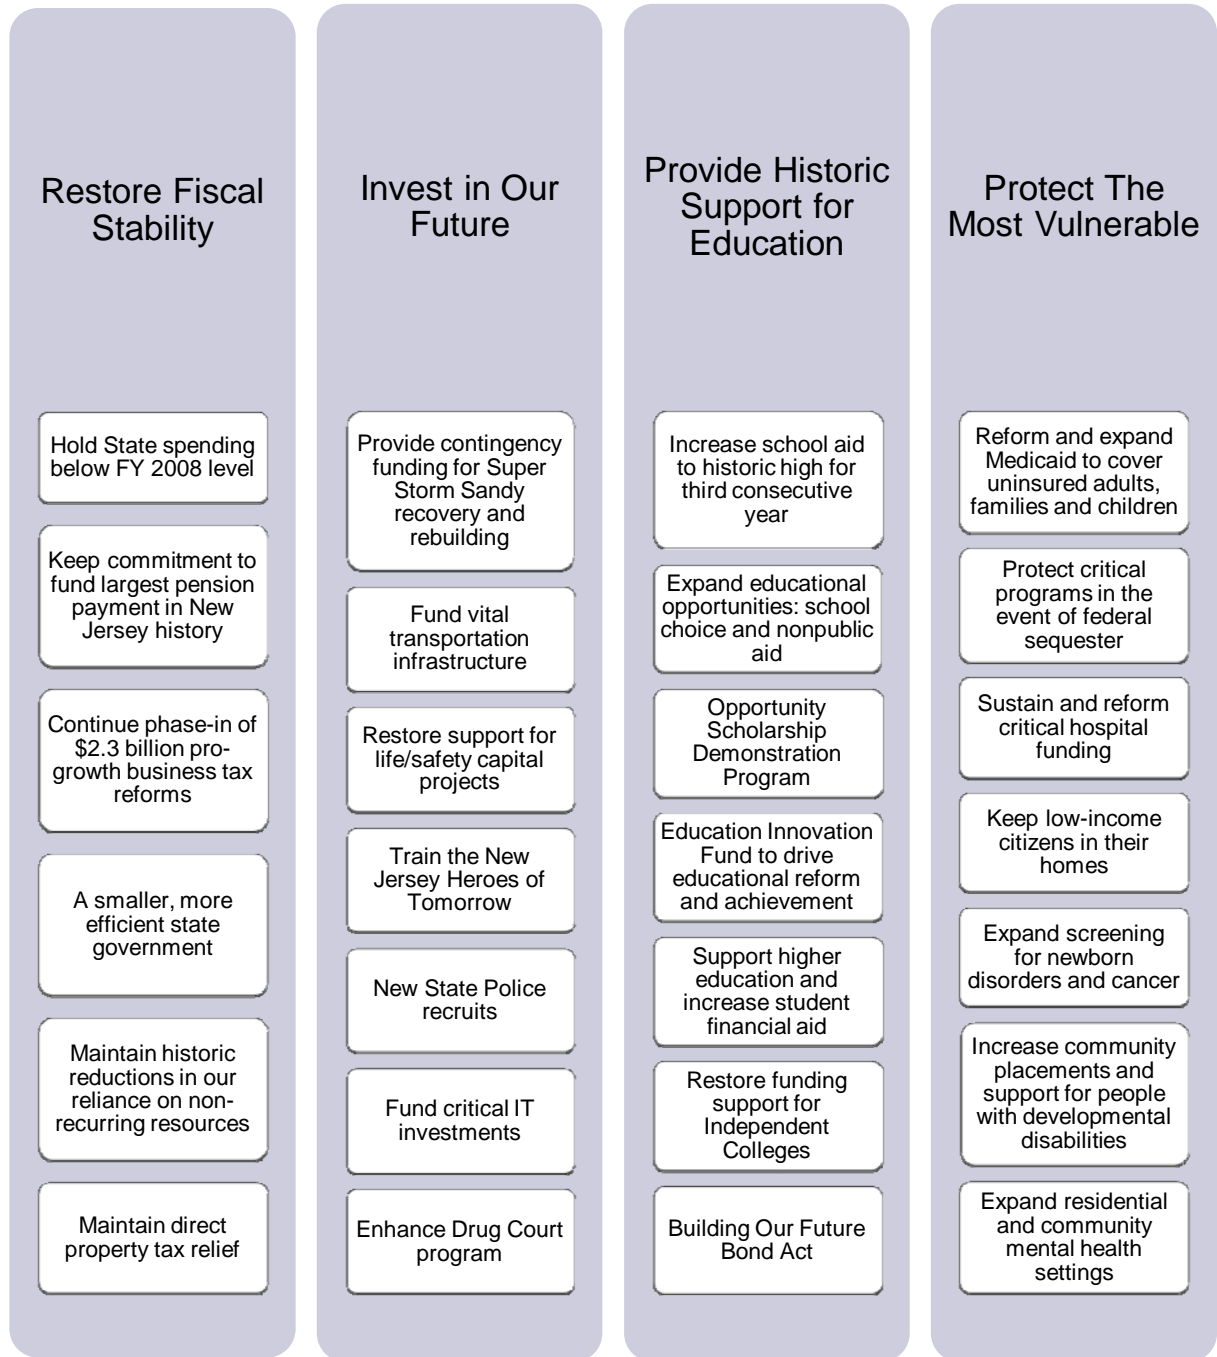 Restore Fiscal
Stability
Hold State spending
below FY 2008 level
Keep commitment to
fund largest pension
payment in New
Jersey history
Continue phase-in of
$2.3 billion pro-
growth business tax
reforms
A smaller, more
efficient state
government
Maintain historic
reductions in our
reliance on non-
recurring resources
Maintain direct
property tax relief
Invest in Our
Future
Provide contingency
funding for Super
Storm Sandy
recovery and
rebuilding
Fund vital
transportation
infrastructure
Restore support for
life/safety capital
projects
Train the New
Jersey Heroes of
Tomorrow
New State Police
recruits
Fund critical IT
investments
Enhance Drug Court
program
Provide Historic
Support for
Education
Increase school aid
to historic high for
third consecutive
year
Expand educational
opportunities: school
choice and nonpublic
aid
Opportunity
Scholarship
Demonstration
Program
Education Innovation
Fund to drive
educational reform
and achievement
Support higher
education and
increase student
financial aid
Restore funding
support for
Independent
Colleges
Building Our Future
Bond Act
Protect The
Most Vulnerable
Reform and expand
Medicaid to cover
uninsured adults,
families and children
Protect critical
programs in the
event of federal
sequester
Sustain and reform
critical hospital
funding
Keep low-income
citizens in their
homes
Expand screening
for newborn
disorders and cancer
Increase community
placements and
support for people
with developmental
disabilities
Expand residential
and community
mental health
settings